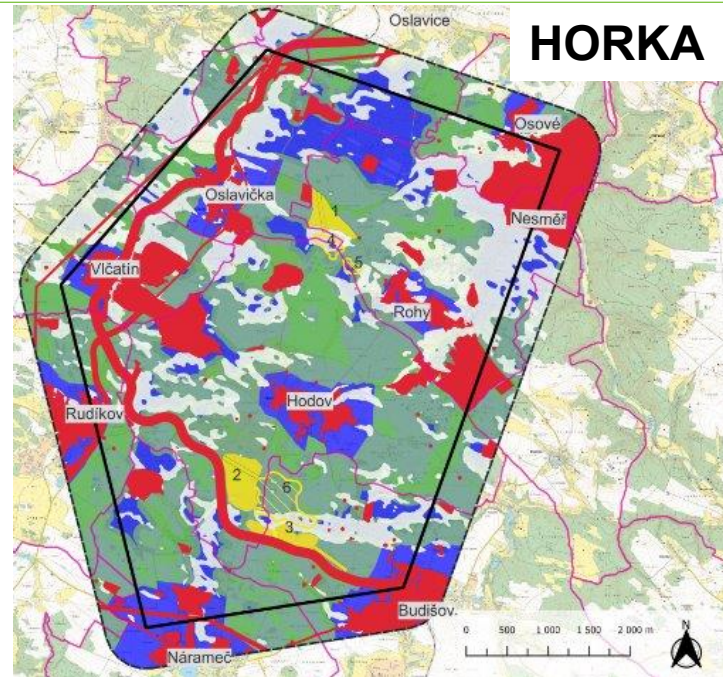 HORKA
Oslavice
Osové
Oslavička
1
Nesměř
4
5
Vlčatín
Rohy
Hodov
Rudíkov
2
6
3
Budišov
Nárameč
0 500 1 000 1 500 2 000 m
N